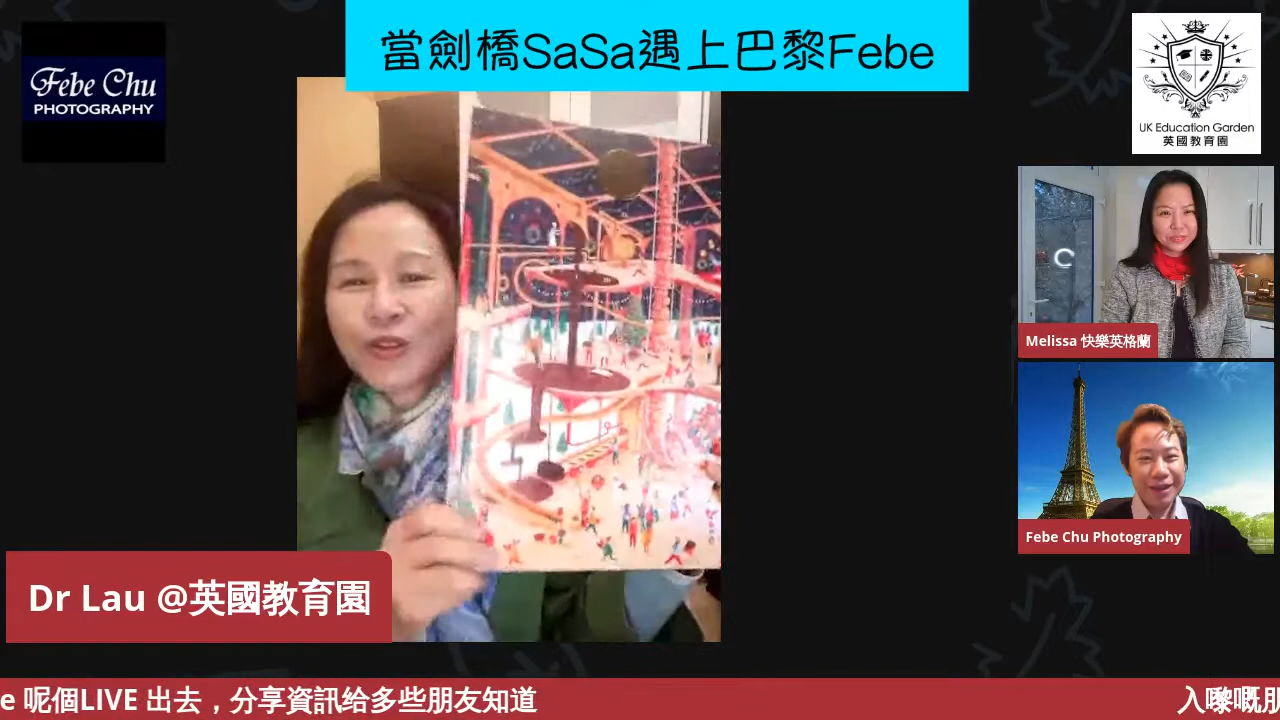 當劍橋SaSa遇上巴黎Febe
Febe Chu
PHOTOGRAPHY
UK Education Garden
英國教育園
Melissa 快樂英格蘭
Febe Chu Photography
Dr Lau @英國教育園
e 呢個LIVE 出去，分享資訊给多些朋友知道
入嚟嘅朋